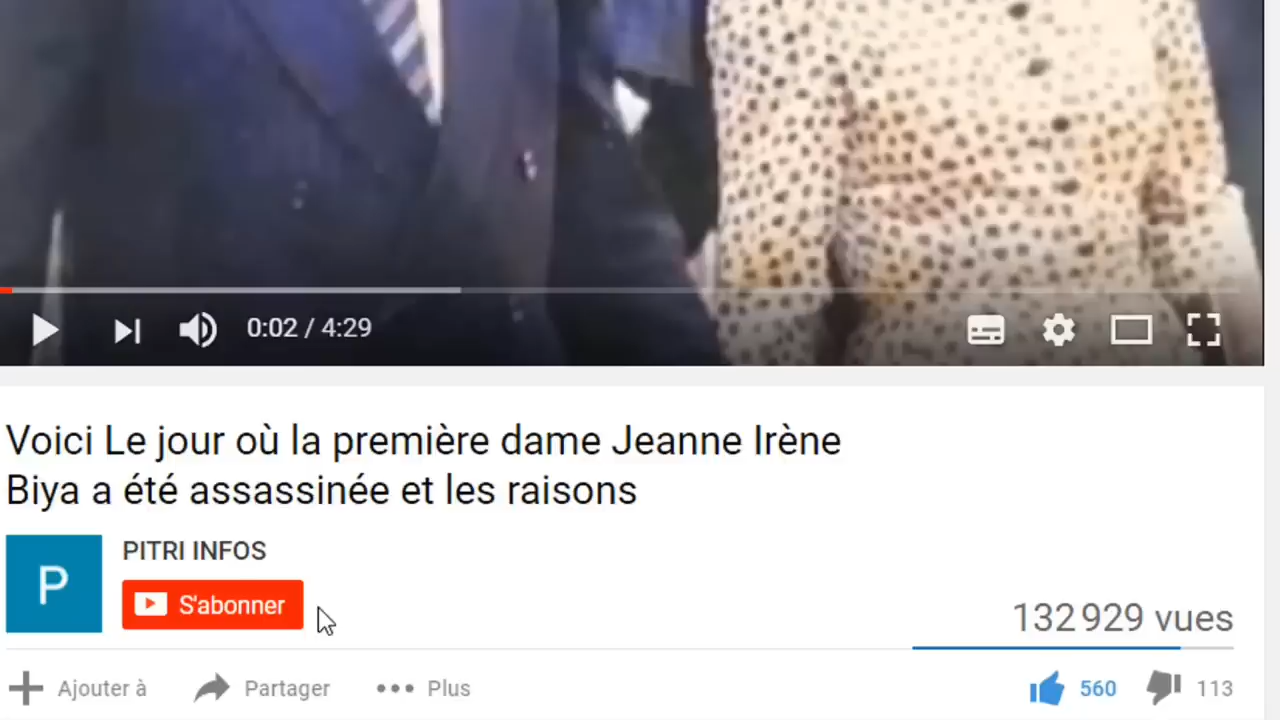 0:02 / 4:29
Voici Le jour où la première dame Jeanne Irène
Biya a été assassinée et les raisons
P
PITRI INFOS
S'abonner
132 929 vues
Ajouter à
Partager
Plus
560
113